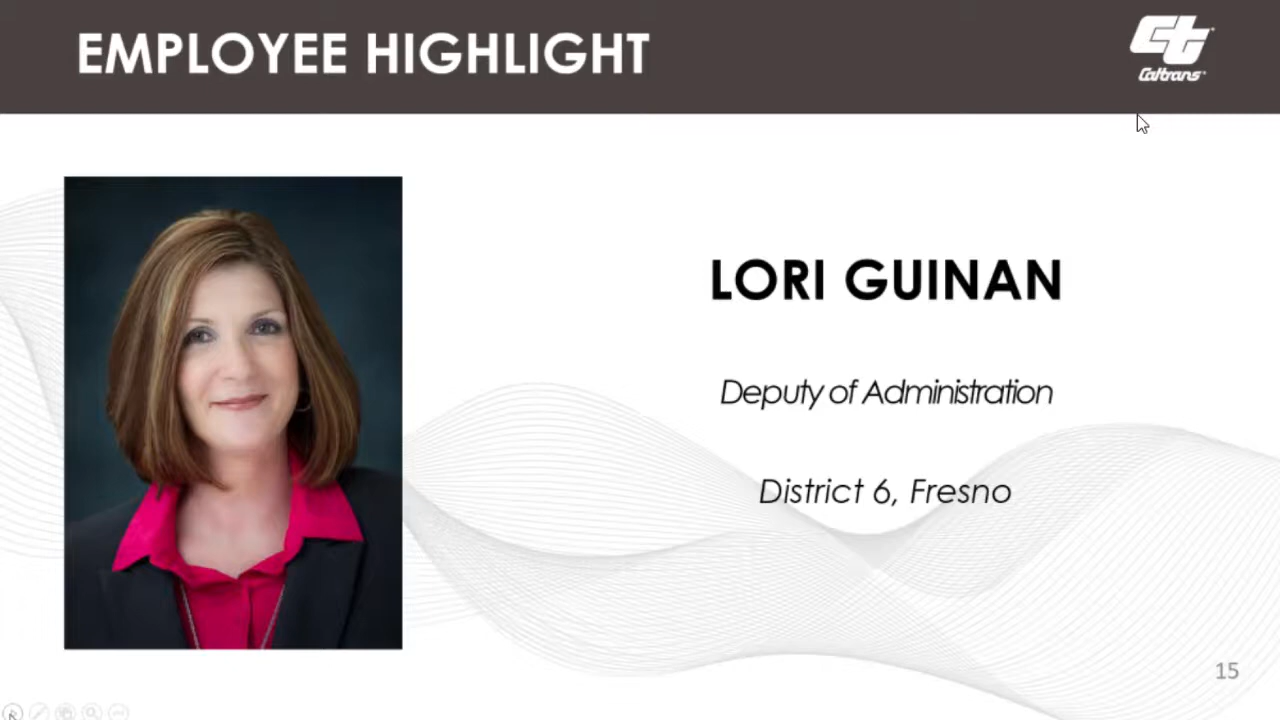 EMPLOYEE HIGHLIGHT
Caltrans
LORI GUINAN
Deputy of Administration
District 6, Fresno
15